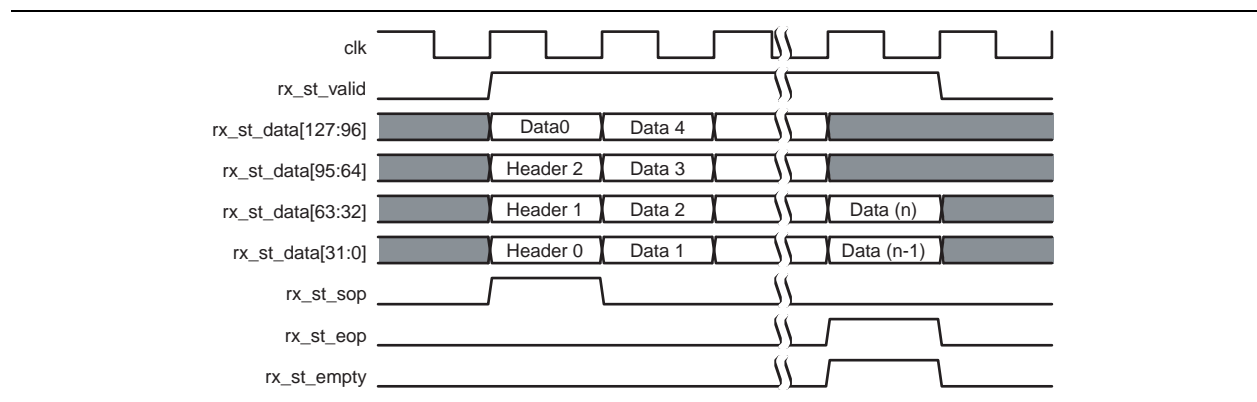 clk
rx_st_valid
rx_st_data[127:96] Data0 Data 4
rx_st_data[95:64] Header 2 Data 3
rx_st_data[63:32] Header 1 Data 2 Data (n)
rx_st_data[31:0] Header 0 Data 1 Data (n-1)
rx_st_sop
rx_st_eop
rx_st_empty